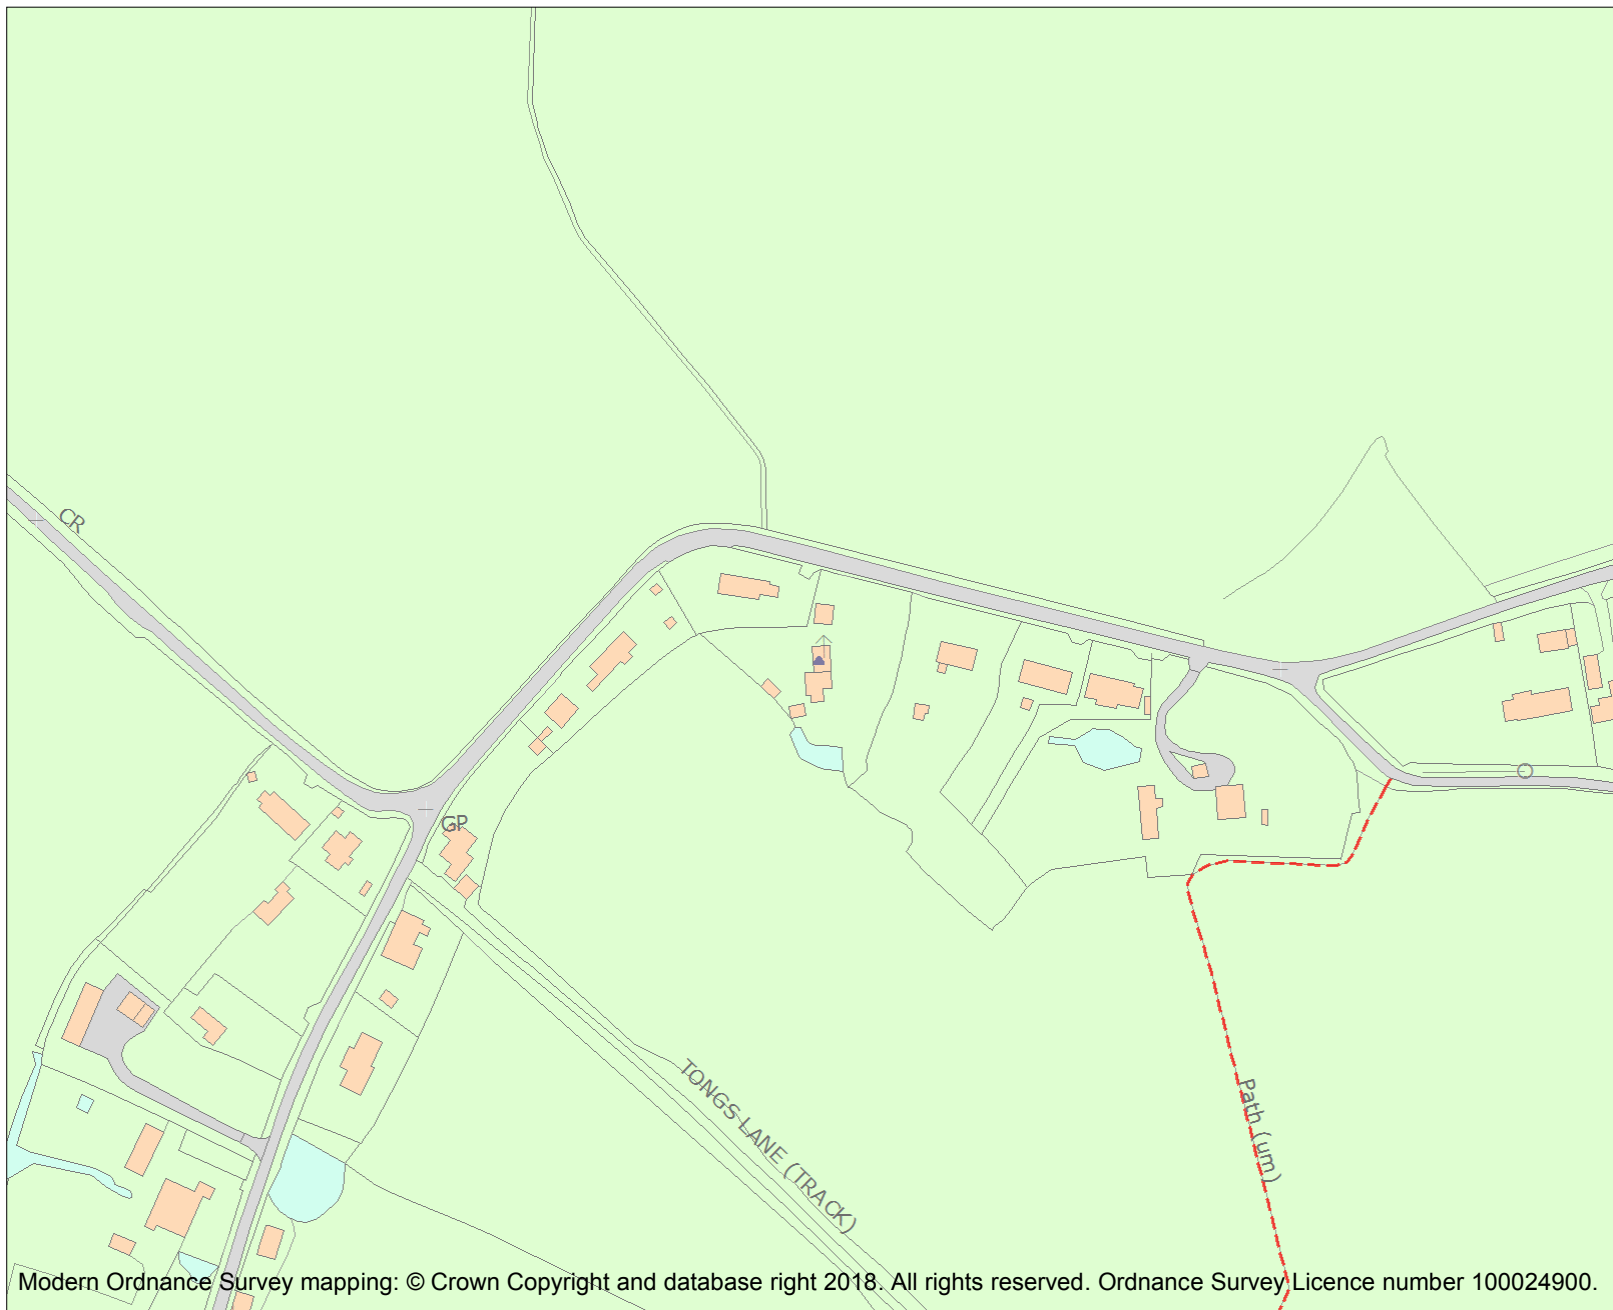 CR
GP
TONGS LANE (TRACK)
Path (um)
Modern Ordnance Survey mapping: © Crown Copyright and database right 2018. All rights reserved. Ordnance Survey Licence number 100024900.